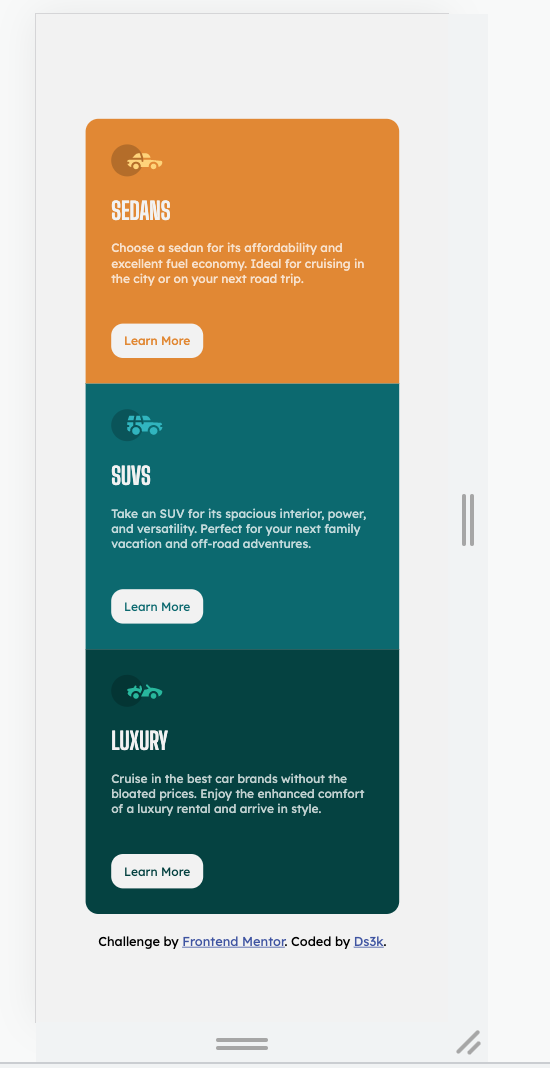 SEDANS
Choose a sedan for its affordability and
excellent fuel economy. Ideal for cruising in
the city or on your next road trip.
Learn More
SUVS
Take an SUV for its spacious interior, power,
and versatility. Perfect for your next family
vacation and off-road adventures.
Learn More
LUXURY
Cruise in the best car brands without the
bloated prices. Enjoy the enhanced comfort
of a luxury rental and arrive in style.
Learn More
Challenge by Frontend Mentor. Coded by Ds3k.